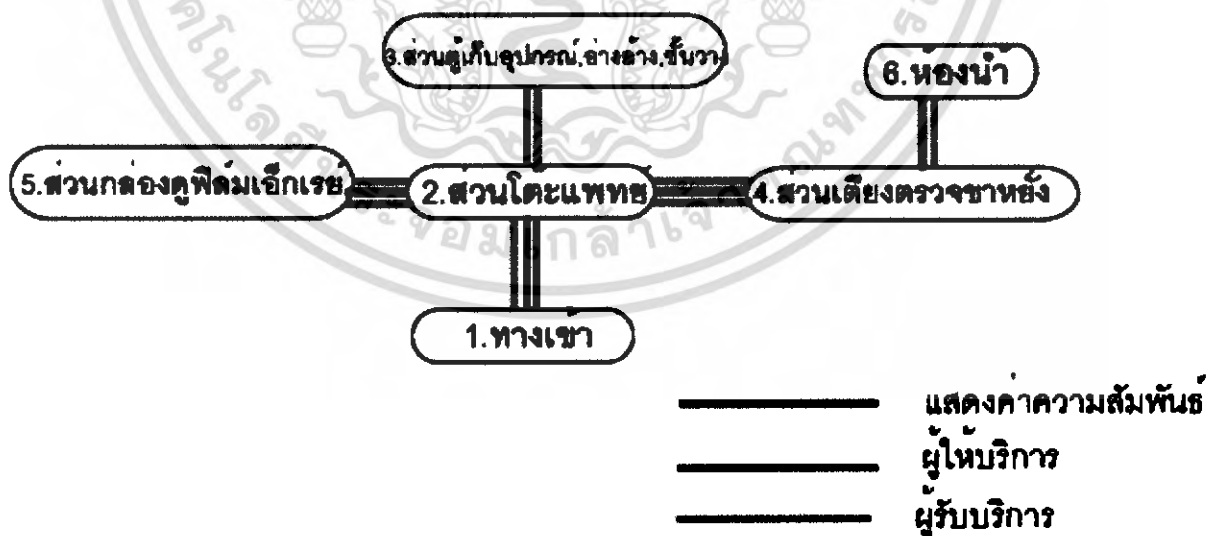 3.ส่วนตู้เก็บอุปกรณ์,อ่างล้าง,ชั้นวาง
6.ห้องน้ำ
5.ส่วนกล่องดูฟิล์มเอ็กเรย์
2.ส่วนโต๊ะแพทย์
4.ส่วนเตียงตรวจขาหยั่ง
1.ทางเข้า
แสดงค่าความสัมพันธ์
ผู้ให้บริการ
ผู้รับบริการ